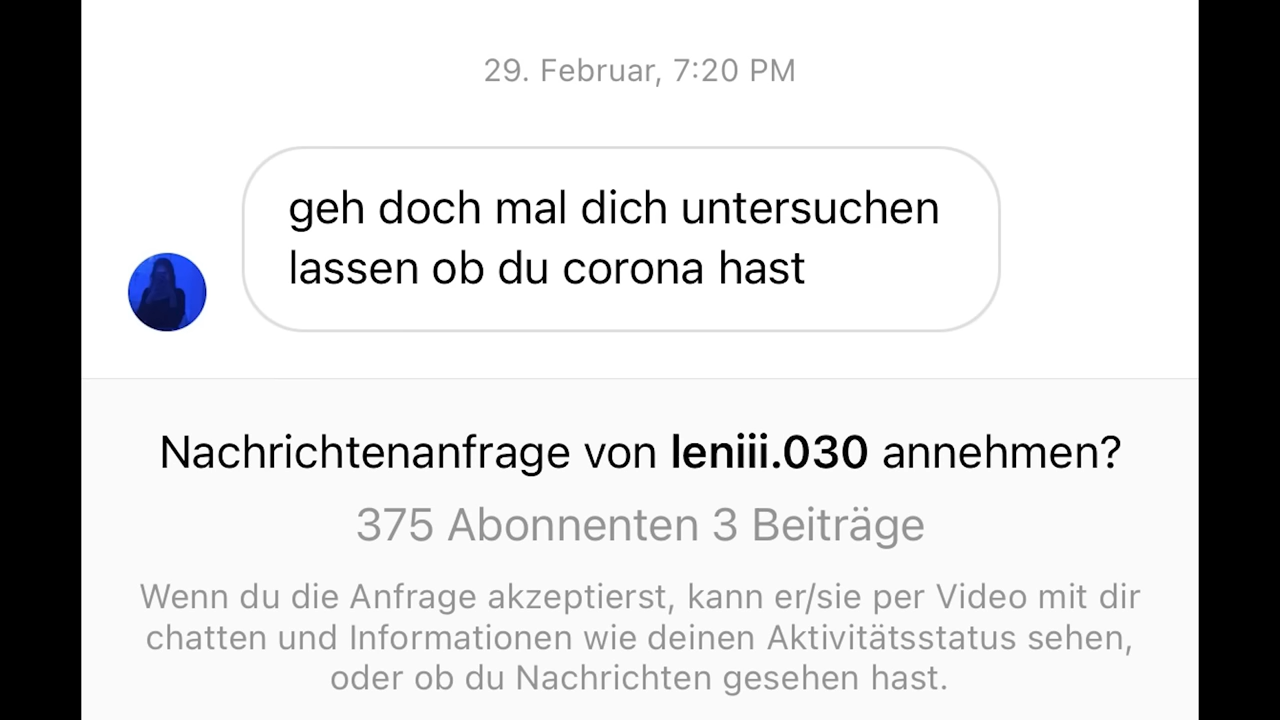 29. Februar, 7:20 PM
geh doch mal dich untersuchen
lassen ob du corona hast
Nachrichtenanfrage von leniii.030 annehmen?
375 Abonnenten 3 Beiträge
Wenn du die Anfrage akzeptierst, kann er/sie per Video mit dir
chatten und Informationen wie deinen Aktivitätsstatus sehen,
oder ob du Nachrichten gesehen hast.